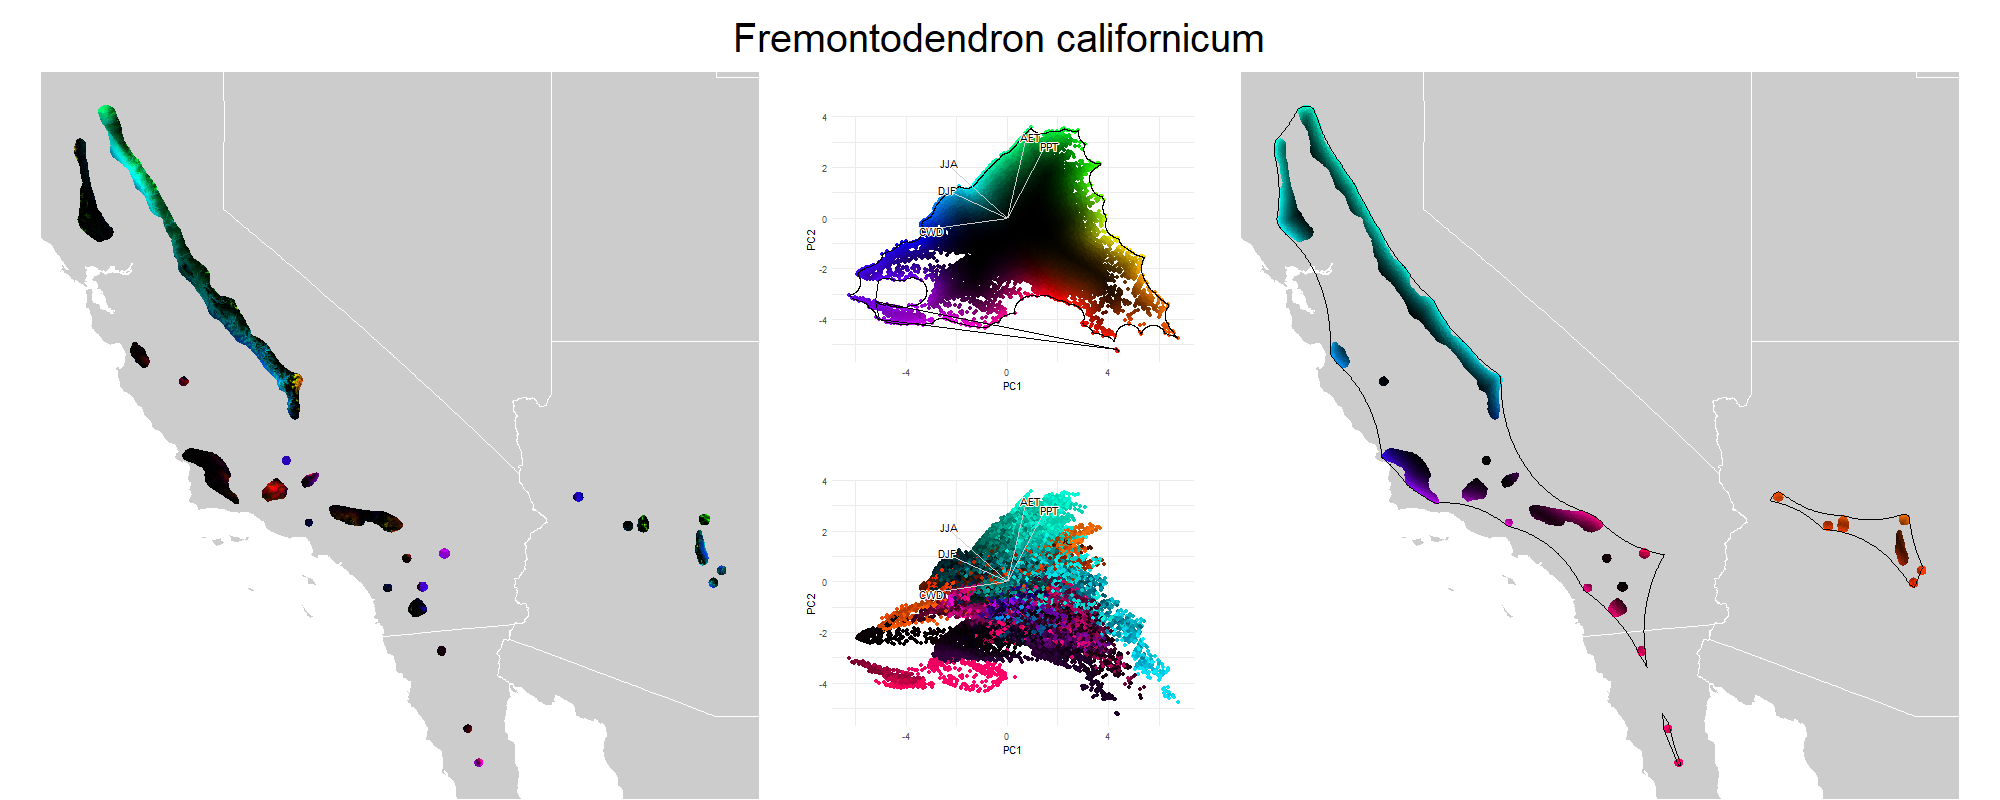 Fremontodendron californicum
4
2
0
-2
-4
PC2
AET
PPT
JJA
DJF
CWD
-4
0
4
PC1
4
2
0
-2
-4
PC2
AET
PPT
JJA
DJF
CWD
-4
0
4
PC1